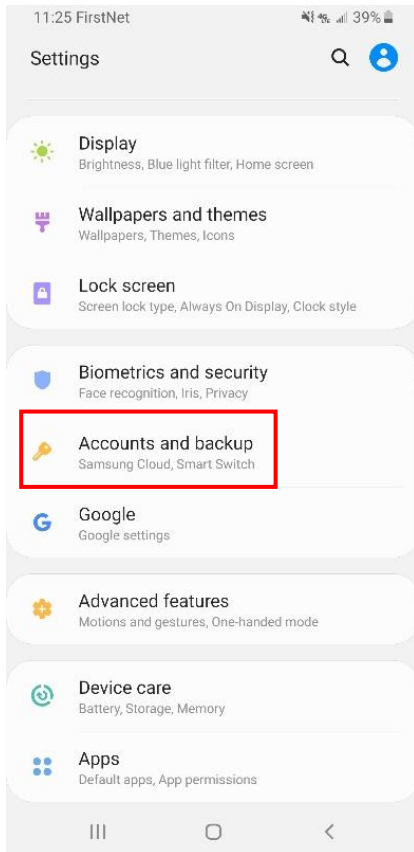 11:25 FirstNet 39%
Settings
Display
Brightness, Blue light filter, Home screen
Wallpapers and themes
Wallpapers, Themes, Icons
Lock screen
Screen lock type, Always On Display, Clock style
Biometrics and security
Face recognition, Iris, Privacy
Accounts and backup
Samsung Cloud, Smart Switch
Google
Google settings
Advanced features
Motions and gestures, One-handed mode
Device care
Battery, Storage, Memory
Apps
Default apps, App permissions